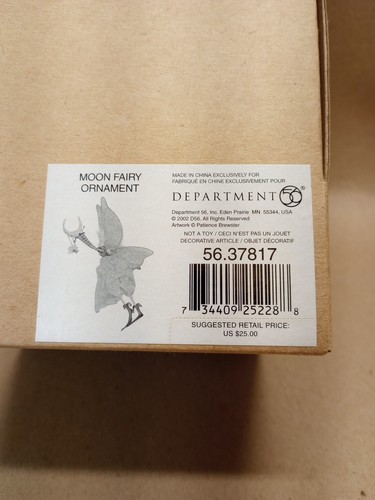 MOON FAIRY
ORNAMENT
MADE IN CHINA EXCLUSIVELY FOR
FABRIQUÉ EN CHINE EXCLUSIVEMENT POUR
DEPARTMENT 56
Department 56, Inc. Eden Prairie MN 55344, USA
© 2002 D56. All Rights Reserved
Artwork © Patience Brewster
NOT A TOY / CECI N'EST PAS UN JOUET
DECORATIVE ARTICLE / OBJET DÉCORATIF
56.37817
7 34409 25228 8
SUGGESTED RETAIL PRICE:
US $25.00